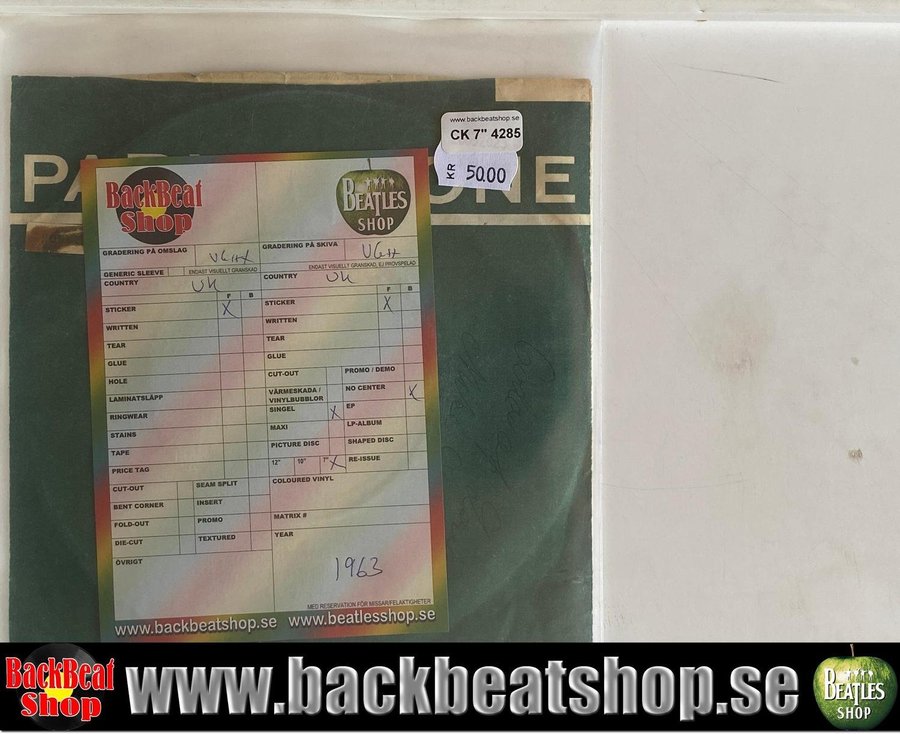 www.backbeatshop.se
CK 7" 4285
KR 50.00
PA
ONE
BackBeat
Shop
BEATLES
SHOP
GRADERING PÅ OMSLAG
GRADERING PÅ SKIVA
ENDAST VISUELLT GRANSKAD
ENDAST VISUELLT GRANSKAD, EJ PROVSPELAD
GENERIC SLEEVE
COUNTRY UK
COUNTRY UK
F B
F B
STICKER X
STICKER X
WRITTEN
WRITTEN
TEAR
TEAR
GLUE
GLUE
HOLE
CUT-OUT
PROMO / DEMO
LAMINATSLÄPP
VÄRMESKADA /
VINYLBUBBLOR
NO CENTER X
RINGWEAR
SINGEL X
EP
STAINS
MAXI
LP-ALBUM
TAPE
PICTURE DISC
SHAPED DISC
PRICE TAG
12" 10" 7" X
RE-ISSUE
CUT-OUT
SEAM SPLIT
COLOURED VINYL
BENT CORNER
INSERT
FOLD-OUT
PROMO
MATRIX #
DIE-CUT
TEXTURED
YEAR
ÖVRIGT
1963
MED RESERVATION FÖR MISSAR/FELAKTIGHETER
www.backbeatshop.se www.beatlesshop.se
BackBeat
Shop
www.backbeatshop.se
BEATLES
SHOP